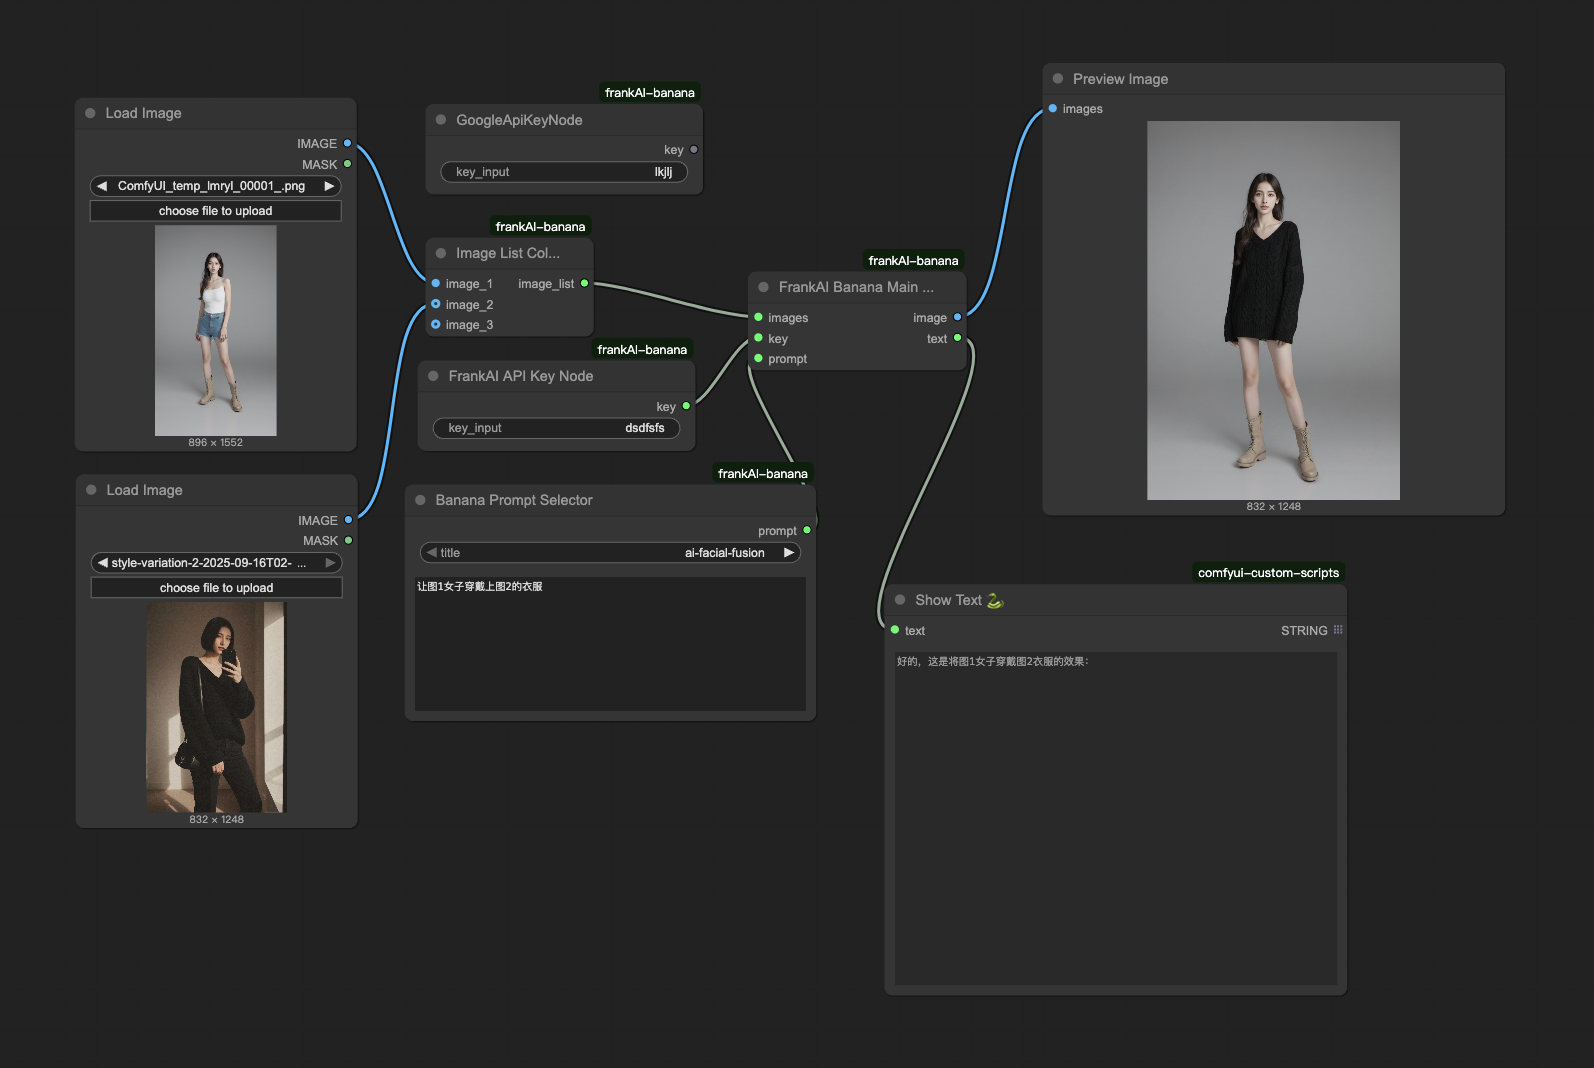 Load Image
IMAGE
MASK
ComfyUI_temp_lmryl_00001_.png
choose file to upload
896 × 1552
Load Image
IMAGE
MASK
style-variation-2-2025-09-16T02- ...
choose file to upload
832 × 1248
frankAI-banana
GoogleApiKeyNode
key
key_input lkjlj
frankAI-banana
Image List Col...
image_1 image_list
image_2
image_3
frankAI-banana
FrankAI API Key Node
key
key_input dsdfsfs
frankAI-banana
Banana Prompt Selector
prompt
title ai-facial-fusion
让图1女子穿戴上图2的衣服
frankAI-banana
FrankAI Banana Main ...
images image
key text
prompt
Preview Image
images
832 × 1248
comfyui-custom-scripts
Show Text 🐍
text STRING
好的，这是将图1女子穿戴图2衣服的效果：